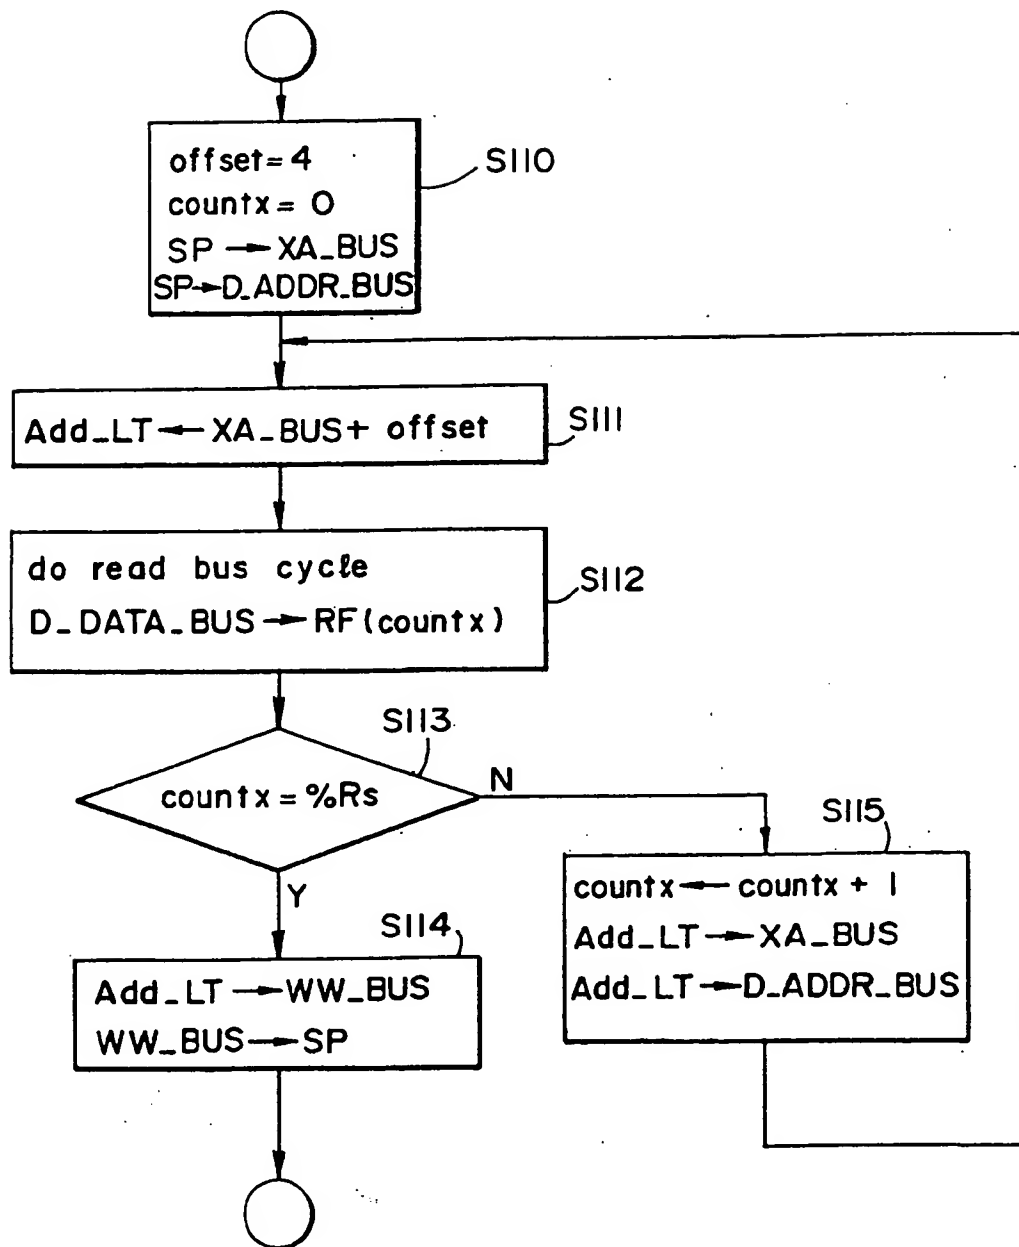 offset=4
countx=0
SP→XA_BUS
SP→D_ADDR_BUS
S110
Add_LT←XA_BUS+ offset
S111
do read bus cycle
D_DATA_BUS→RF(countx)
S112
S113
countx=%Rs
N
Y
S115
countx←countx + 1
Add_LT→XA_BUS
Add_LT→D_ADDR_BUS
S114
Add_LT→WW_BUS
WW_BUS→SP